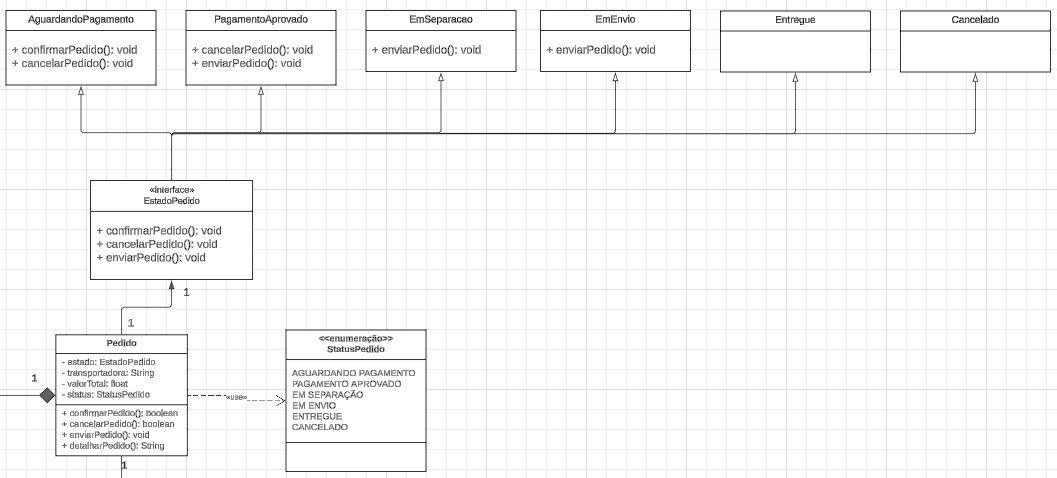 AguardandoPagamento
+ confirmarPedido(): void
+ cancelarPedido(): void
PagamentoAprovado
+ cancelarPedido(): void
+ enviarPedido(): void
EmSeparacao
+ enviarPedido(): void
EmEnvio
+ enviarPedido(): void
Entregue
Cancelado
«interface»
EstadoPedido
+ confirmarPedido(): void
+ cancelarPedido(): void
+ enviarPedido(): void
1
1
Pedido
- estado: EstadoPedido
- transportadora: String
- valorTotal: float
- status: StatusPedido
+ confirmarPedido(): boolean
+ cancelarPedido(): boolean
+ enviarPedido(): void
+ detalharPedido(): String
1
1
«use»
<<enumeração>>
StatusPedido
AGUARDANDO PAGAMENTO
PAGAMENTO APROVADO
EM SEPARAÇÃO
EM ENVIO
ENTREGUE
CANCELADO